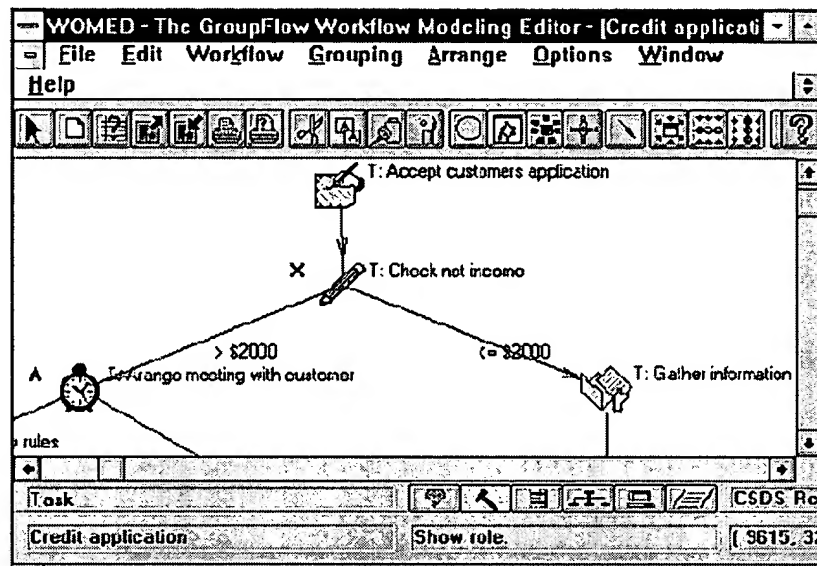 WOMED - The GroupFlow Workflow Modeling Editor - [Credit applicati
File Edit Workflow Grouping Arrange Options Window
Help
T: Accept customers application
X T: Check net income
> $2000 <= $2000
A T: Arange meeting with customer T: Gather information
rules
Task CSDS Ro
Credit application Show role. ( 9615, 32